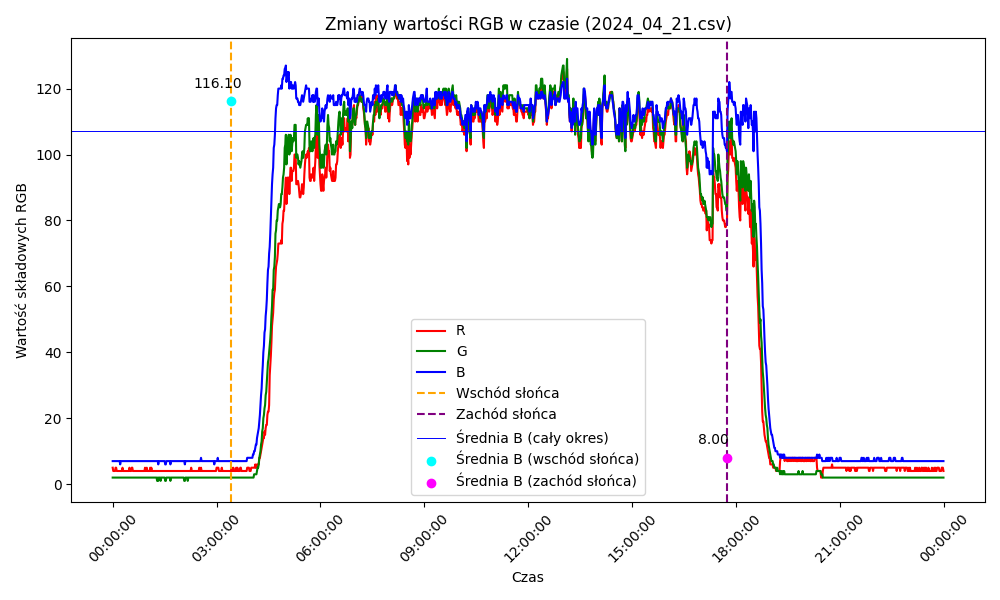 Zmiany wartości RGB w czasie (2024_04_21.csv)
Wartość składowych RGB
120
100
80
60
40
20
0
116.10
8.00
R
G
B
Wschód słońca
Zachód słońca
Średnia B (cały okres)
Średnia B (wschód słońca)
Średnia B (zachód słońca)
00:00:00
03:00:00
06:00:00
09:00:00
12:00:00
15:00:00
18:00:00
21:00:00
00:00:00
Czas